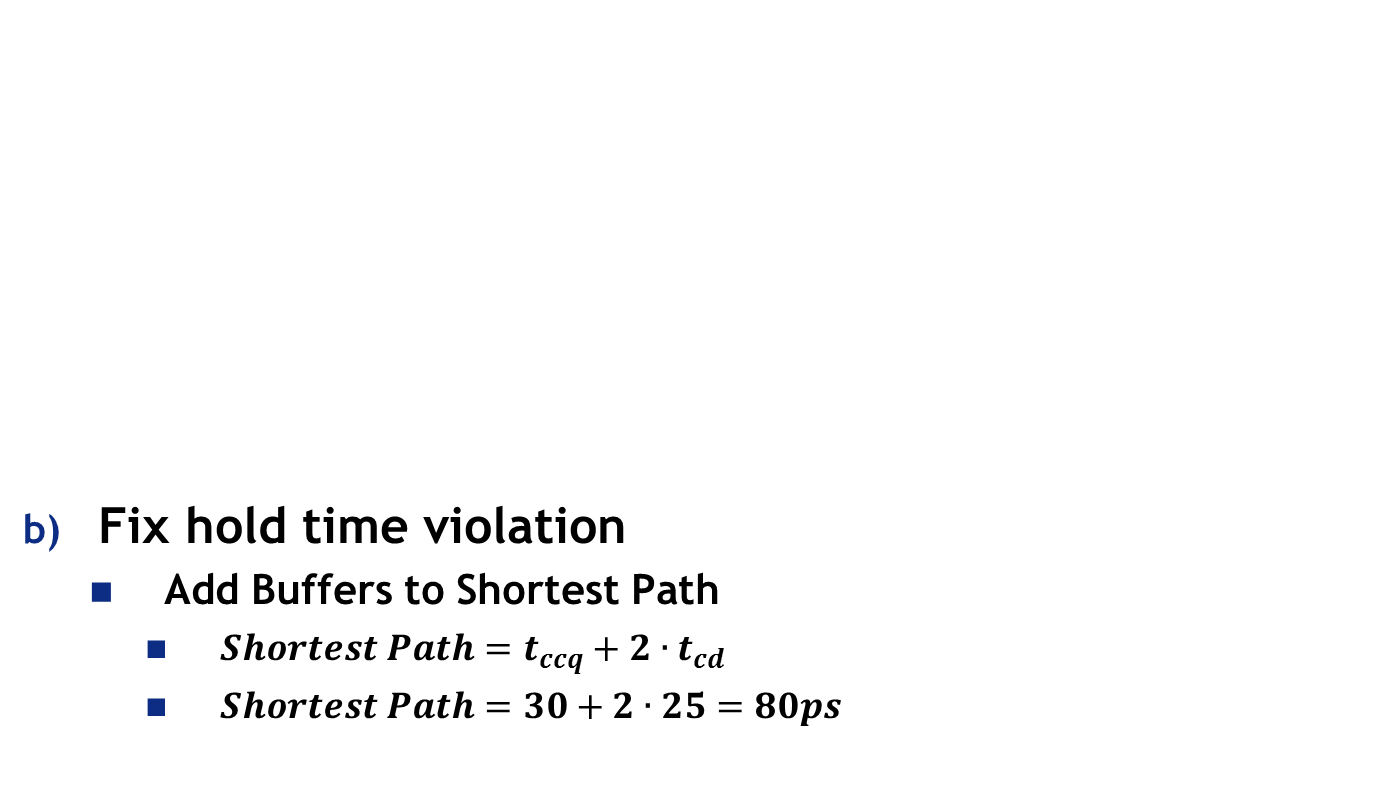 b) Fix hold time violation
■ Add Buffers to Shortest Path
■ Shortest Path = t_ccq + 2 · t_cd
■ Shortest Path = 30 + 2 · 25 = 80ps